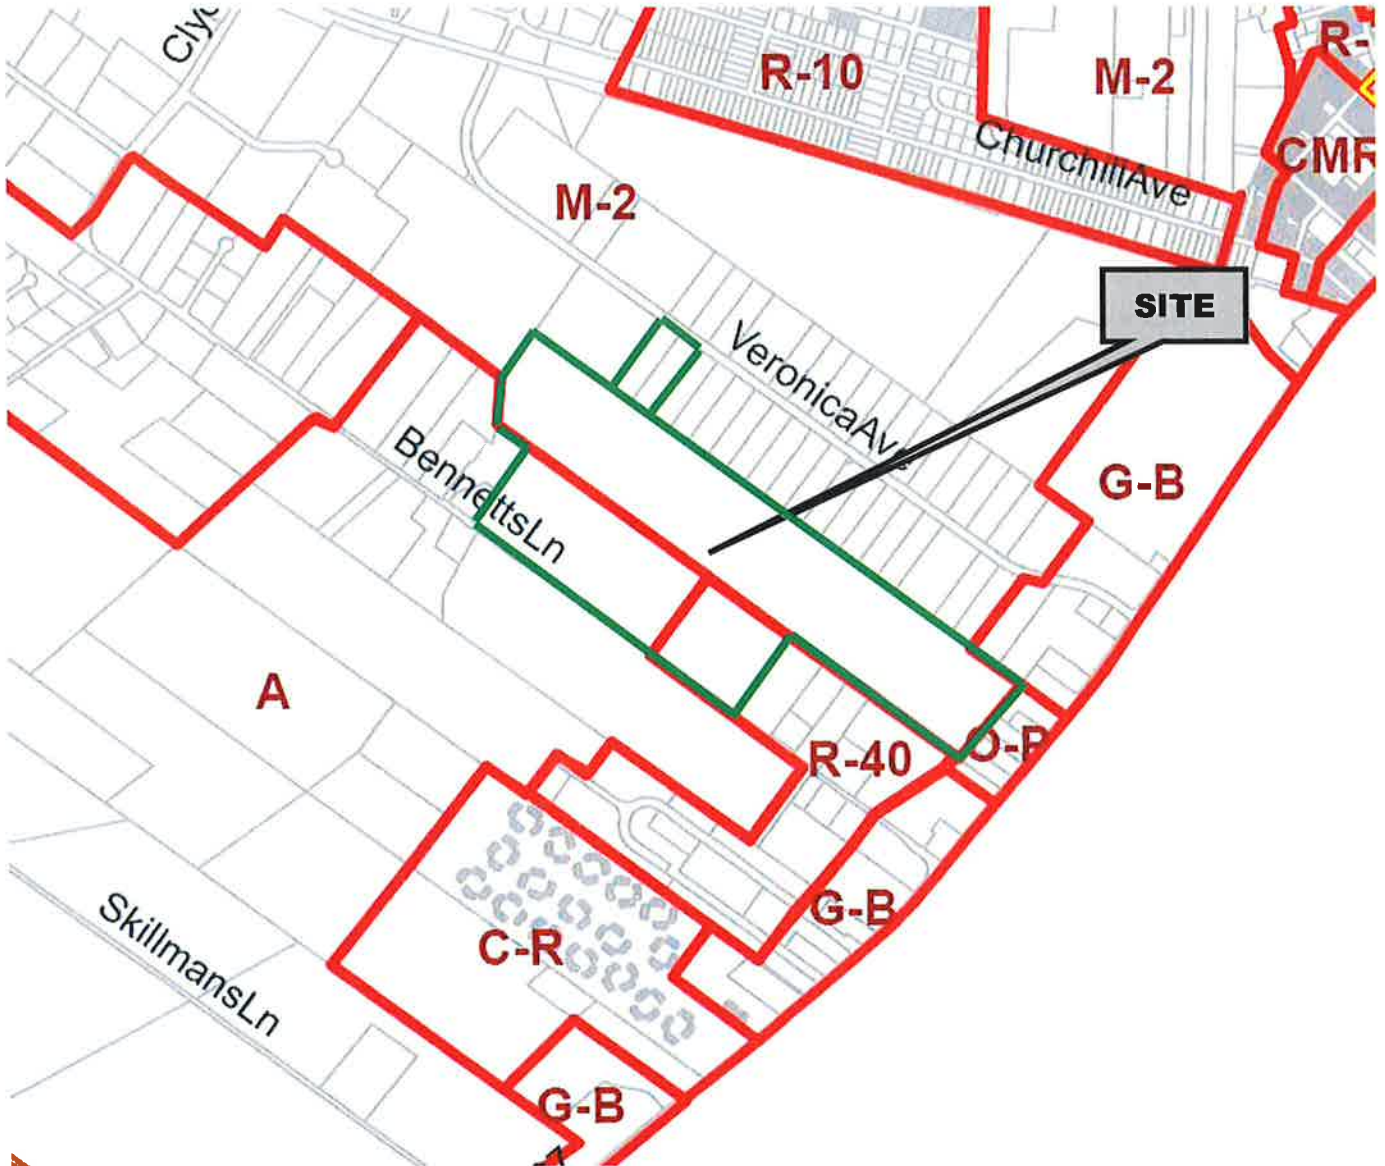 R-10
M-2
R-
ChurchillAve
CMR
M-2
SITE
VeronicaAve
G-B
BennettsLn
A
R-40
G-B
C-R
SkillmansLn
G-B